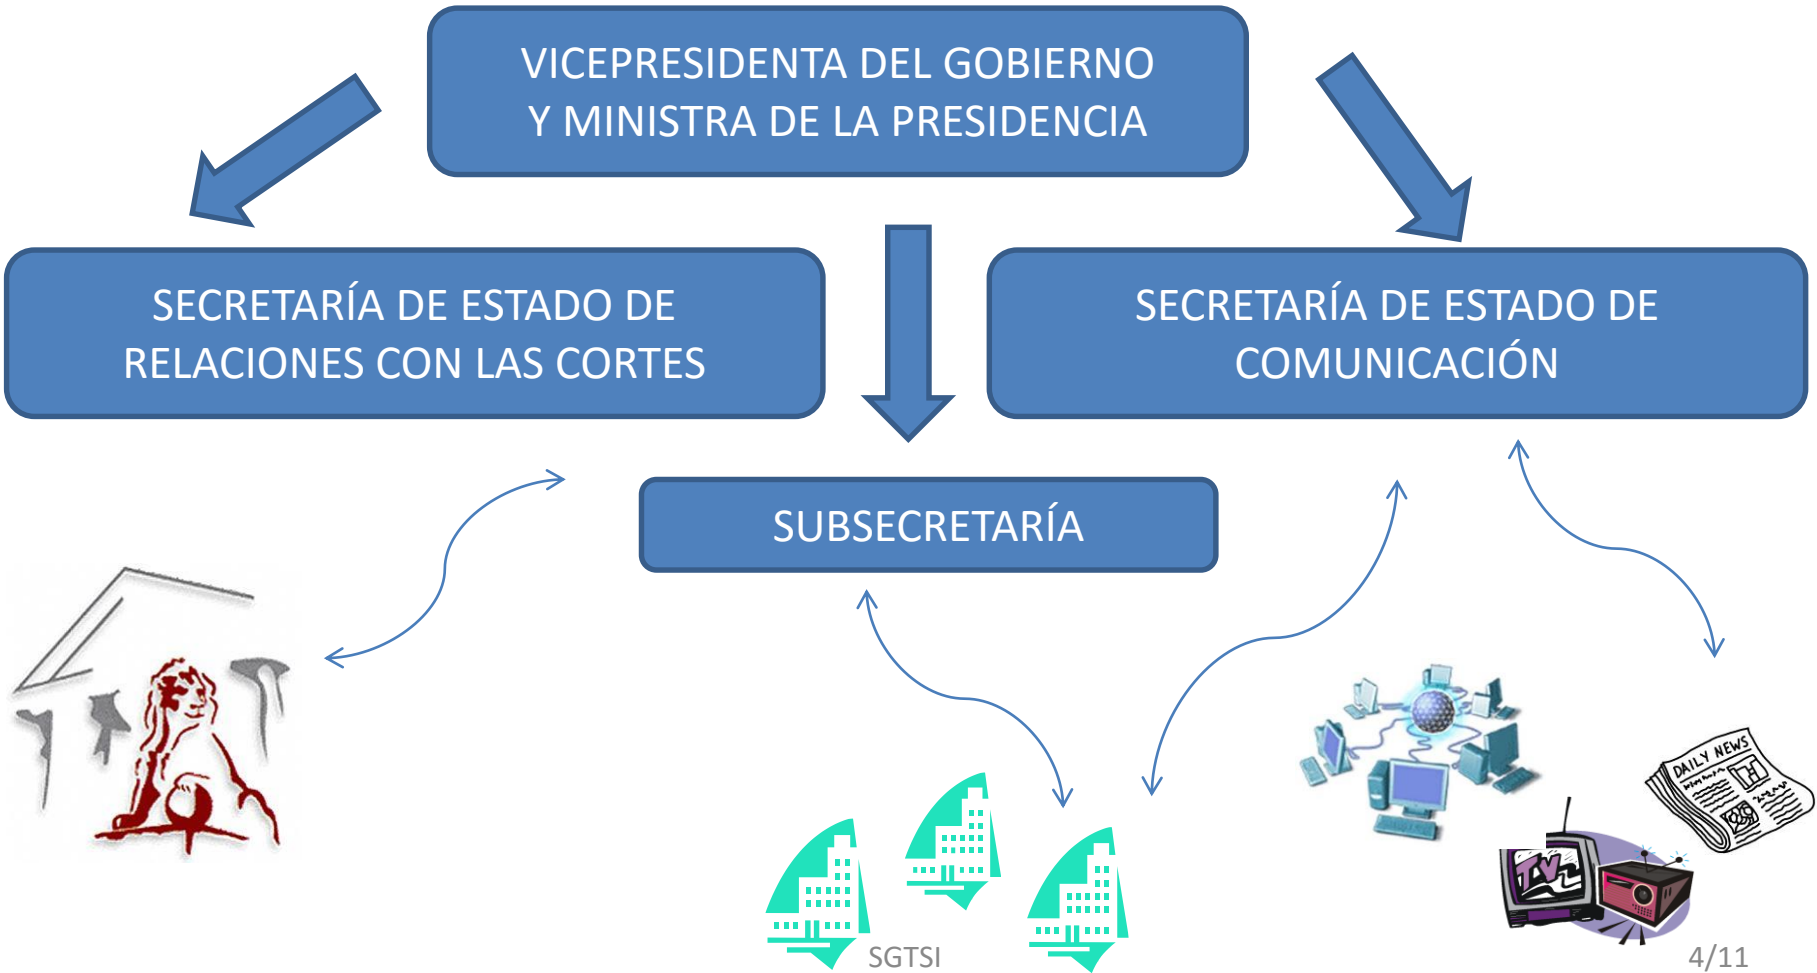 VICEPRESIDENTA DEL GOBIERNO
Y MINISTRA DE LA PRESIDENCIA
SECRETARÍA DE ESTADO DE
RELACIONES CON LAS CORTES
SECRETARÍA DE ESTADO DE
COMUNICACIÓN
SUBSECRETARÍA
DAILY NEWS
TV
SGTSI
4/11